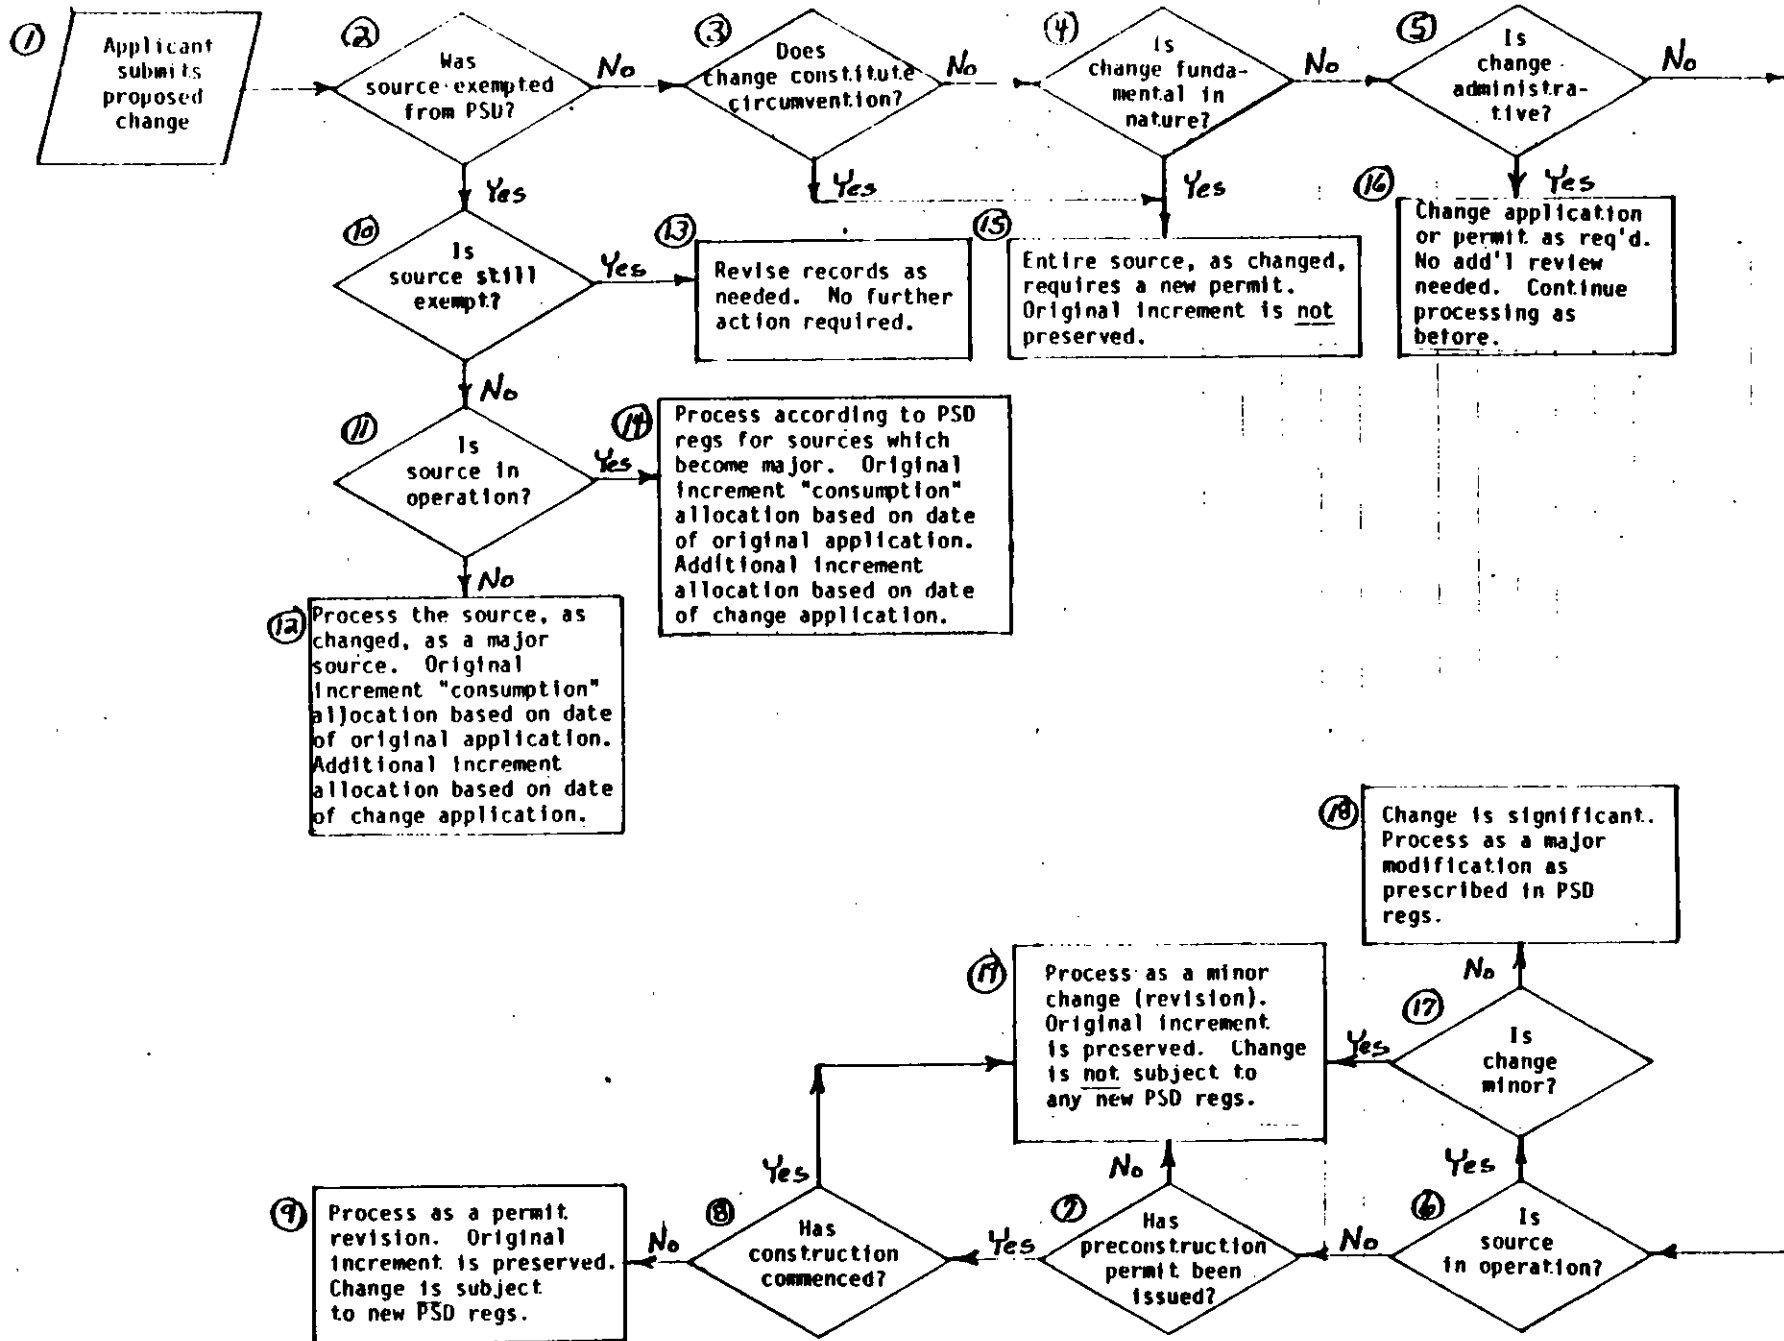 ①
Applicant
submits
proposed
change
②
Was
source exempted
from PSD?
No
Yes
③
Does
change constitute
circumvention?
No
Yes
④
Is
change funda-
mental in
nature?
No
Yes
⑤
Is
change
administra-
tive?
No
Yes
⑩
Is
source still
exempt?
Yes
No
⑬
Revise records as
needed. No further
action required.
⑮
Entire source, as changed,
requires a new permit.
Original increment is not
preserved.
⑯
Change application
or permit as req'd.
No add'l review
needed. Continue
processing as
before.
⑪
Is
source in
operation?
Yes
No
⑭
Process according to PSD
regs for sources which
become major. Original
increment "consumption"
allocation based on date
of original application.
Additional increment
allocation based on date
of change application.
⑫
Process the source, as
changed, as a major
source. Original
increment "consumption"
allocation based on date
of original application.
Additional increment
allocation based on date
of change application.
⑱
Change is significant.
Process as a major
modification as
prescribed in PSD
regs.
No
⑰
Is
change
minor?
Yes
Process as a minor
change (revision).
Original increment
is preserved. Change
is not subject to
any new PSD regs.
⑨
Process as a permit
revision. Original
increment is preserved.
Change is subject
to new PSD regs.
No
⑧
Has
construction
commenced?
Yes
Yes
⑦
Has
preconstruction
permit been
issued?
No
No
⑥
Is
source
in operation?
Yes